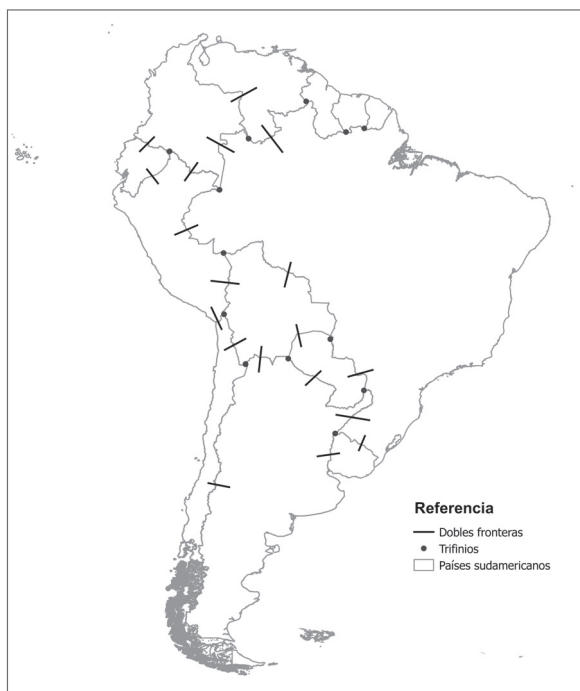 Referencia
Dobles fronteras
Trifinios
Países sudamericanos